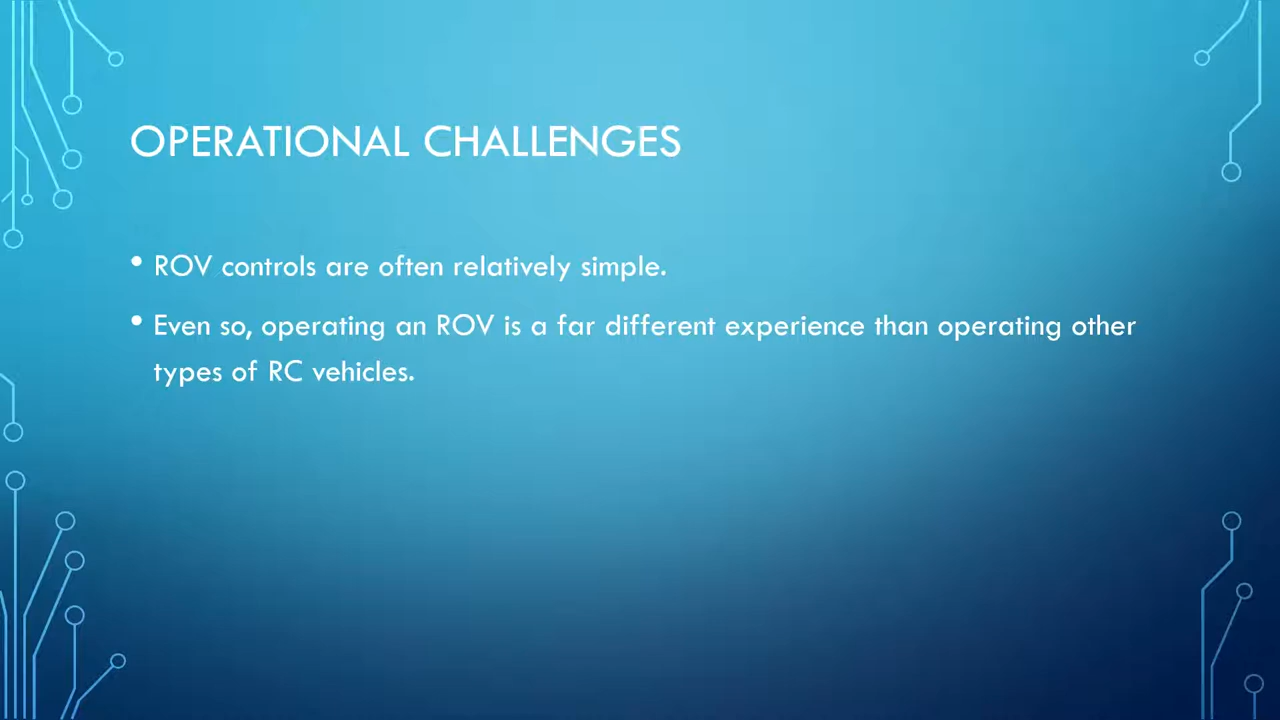 OPERATIONAL CHALLENGES
• ROV controls are often relatively simple.
• Even so, operating an ROV is a far different experience than operating other
types of RC vehicles.